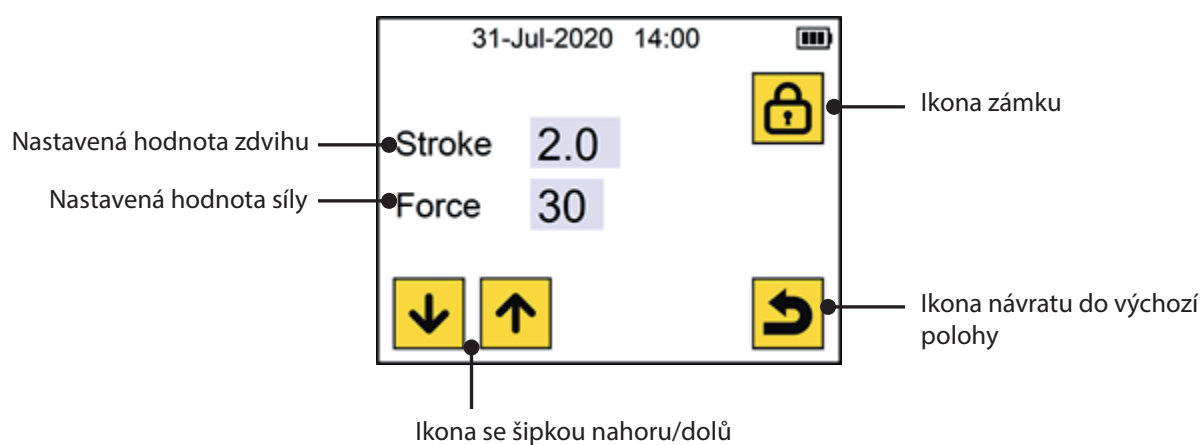 31-Jul-2020 14:00
Ikona zámku
Nastavená hodnota zdvihu
Stroke 2.0
Nastavená hodnota síly
Force 30
Ikona návratu do výchozí
polohy
Ikona se šipkou nahoru/dolů